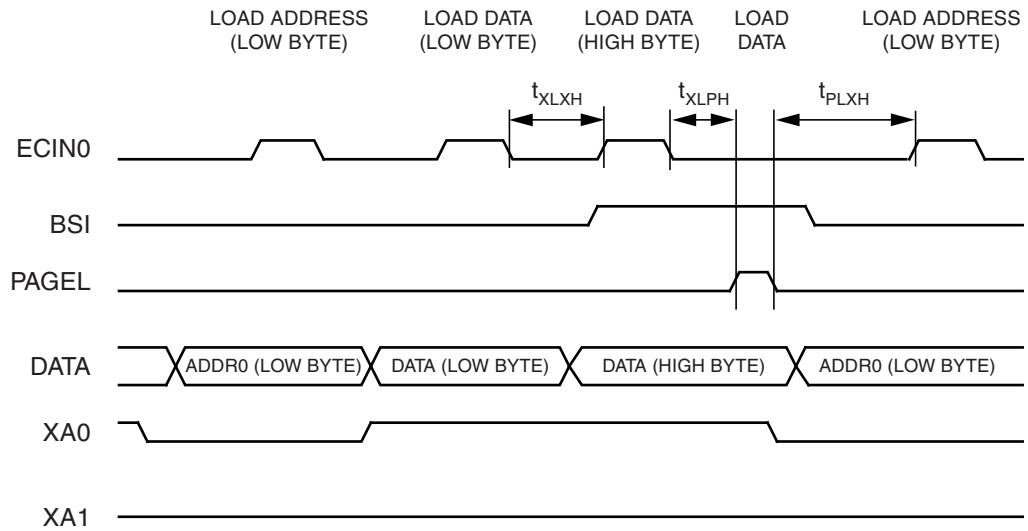 LOAD ADDRESS
(LOW BYTE)
LOAD DATA
(LOW BYTE)
LOAD DATA
(HIGH BYTE)
LOAD
DATA
LOAD ADDRESS
(LOW BYTE)
tXLXH
tXLPH
tPLXH
ECIN0
BSI
PAGEL
DATA
ADDR0 (LOW BYTE)
DATA (LOW BYTE)
DATA (HIGH BYTE)
ADDR0 (LOW BYTE)
XA0
XA1